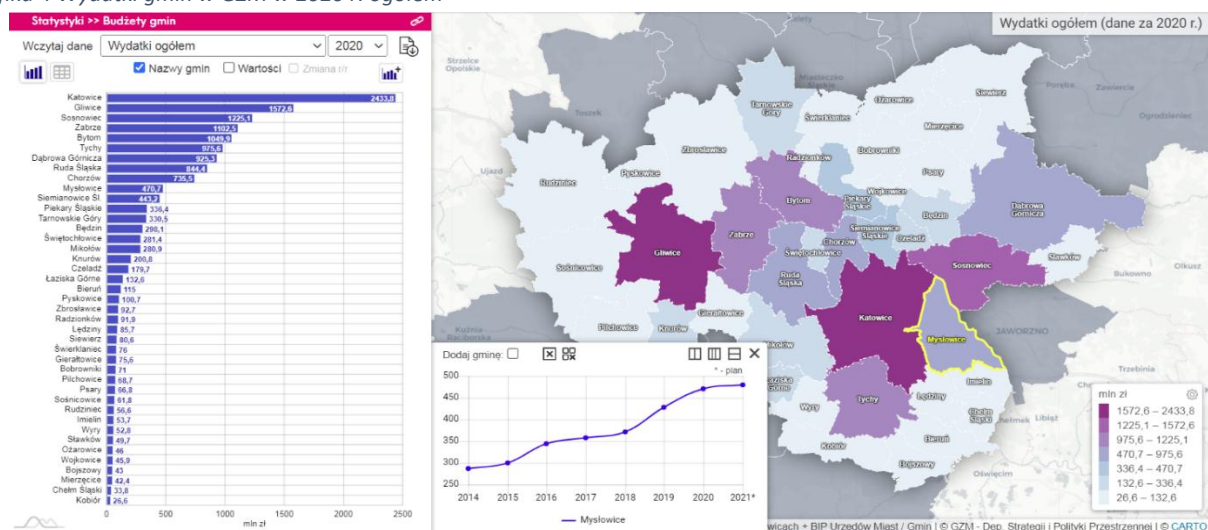 Wydatki gmin w GZM w 2020 r. ogółem
Statystyki >> Budżety gmin
Wczytaj dane Wydatki ogółem 2020
Nazwy gmin Wartości Zmiana r/r
Katowice 2433,8
Gliwice 1572,6
Sosnowiec 1225,1
Zabrze 1102,5
Bytom 1049,9
Tychy 975,6
Dąbrowa Górnicza 925,3
Ruda Śląska 844,4
Chorzów 735,5
Mysłowice 470,7
Siemianowice Śl. 443,2
Piekary Śląskie 336,4
Tarnowskie Góry 330,5
Będzin 290,1
Świętochłowice 281,4
Mikołów 280,9
Knurów 200,8
Czeladź 179,7
Łaziska Górne 132,6
Bieruń 115
Pyskowice 100,7
Zbrosławice 92,7
Radzionków 91,9
Lędziny 85,7
Siewierz 80,6
Świerklaniec 76
Gierałtowice 75,6
Bobrowniki 71
Pilchowice 68,7
Psary 66,8
Sośnicowice 61,8
Rudziniec 56,6
Imielin 53,7
Wyry 52,8
Sławków 49,7
Ożarowice 46
Wojkowice 45,9
Bojszowy 43
Mierzęcice 42,4
Chełm Śląski 33,8
Kobiór 26,6
0 500 1000 1500 2000 2500
mln zł
Wydatki ogółem (dane za 2020 r.)
Strzelce
Opolskie
Miasteczko
Śląskie
Toszek
Poręba
Zawiercie
Ogrodzieniec
Ujazd
Siewierz
Ożarowice
Tarnowskie
Góry
Świerklaniec
Mierzęcice
Zbrosławice
Radzionków
Bobrowniki
Psary
Rudziniec
Pyskowice
Wojkowice
Bytom
Piekary
Śląskie
Będzin
Dąbrowa
Górnicza
Siemianowice
Śląskie
Zabrze
Chorzów
Czeladź
Gliwice
Świętochłowice
Sławków
Sosnowiec
Sośnicowice
Ruda
Śląska
Bukowno
Olkusz
Gierałtowice
Katowice
Pilchowice
Knurów
Kuźnia
Raciborska
JAWORZNO
Mysłowice
Trzebinia
Imielin
Tychy
Lędziny
Chełm
Śląski
Libiąż
Wyry
Kobiór
Bieruń
Bojszowy
Oświęcim
Dodaj gminę:
* - plan
500
450
400
350
300
250
2014 2015 2016 2017 2018 2019 2020 2021*
Mysłowice
mln zł
1572,6 – 2433,8
1225,1 – 1572,6
975,6 – 1225,1
470,7 – 975,6
336,4 – 470,7
132,6 – 336,4
26,6 – 132,6
+ BIP Urzędów Miast / Gmin | © GZM - Dep. Strategii i Polityki Przestrzennej | © CARTO